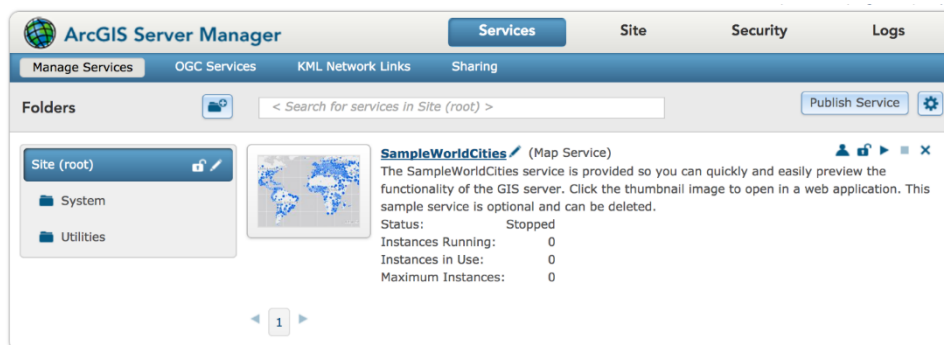 ArcGIS Server Manager
Services Site Security Logs
Manage Services OGC Services KML Network Links Sharing
Folders
< Search for services in Site (root) >
Publish Service
Site (root)
System
Utilities
SampleWorldCities (Map Service)
The SampleWorldCities service is provided so you can quickly and easily preview the
functionality of the GIS server. Click the thumbnail image to open in a web application. This
sample service is optional and can be deleted.
Status: Stopped
Instances Running: 0
Instances in Use: 0
Maximum Instances: 0
1